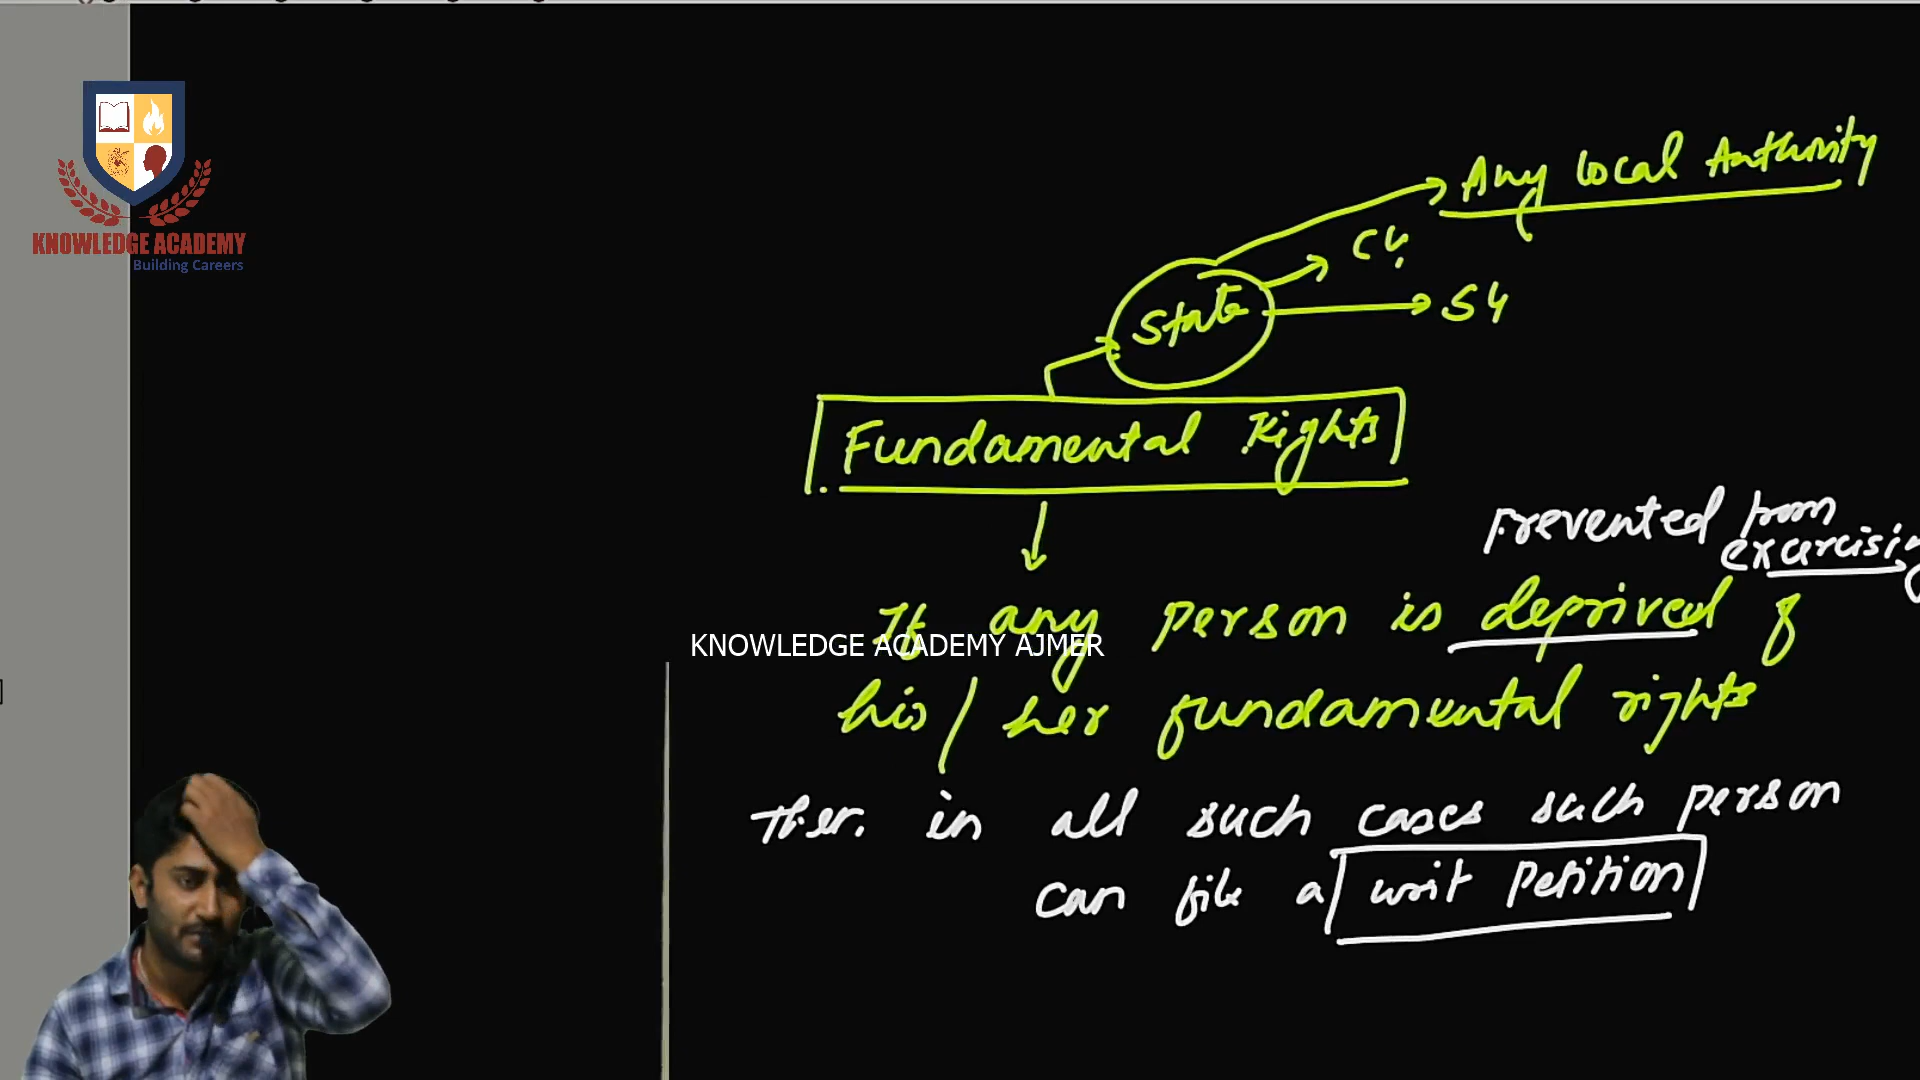 KNOWLEDGE ACADEMY
Building Careers
Any Local Authority
CG
SG
State
Fundamental Rights
Prevented from
exercising
If any person is deprived of
KNOWLEDGE ACADEMY AJMER
his/her fundamental rights
Then in all such cases such person
can file a writ petition